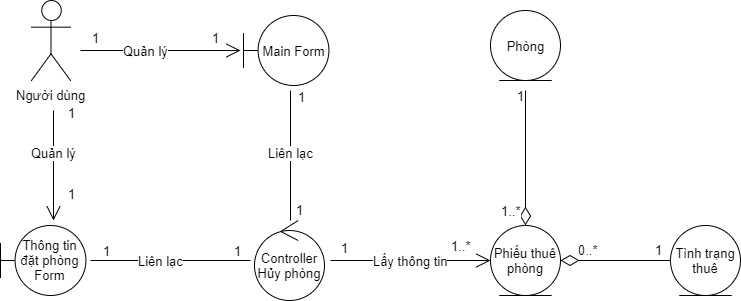 1
Quản lý
1
Main Form
Phòng
Người dùng
1
1
1
Quản lý
Liên lạc
1
1
1..*
Thông tin
đặt phòng
Form
1
Liên lạc
1
Controller
Hủy phòng
1
Lấy thông tin
1..*
Phiếu thuê
phòng
0..*
1
Tình trạng
thuê